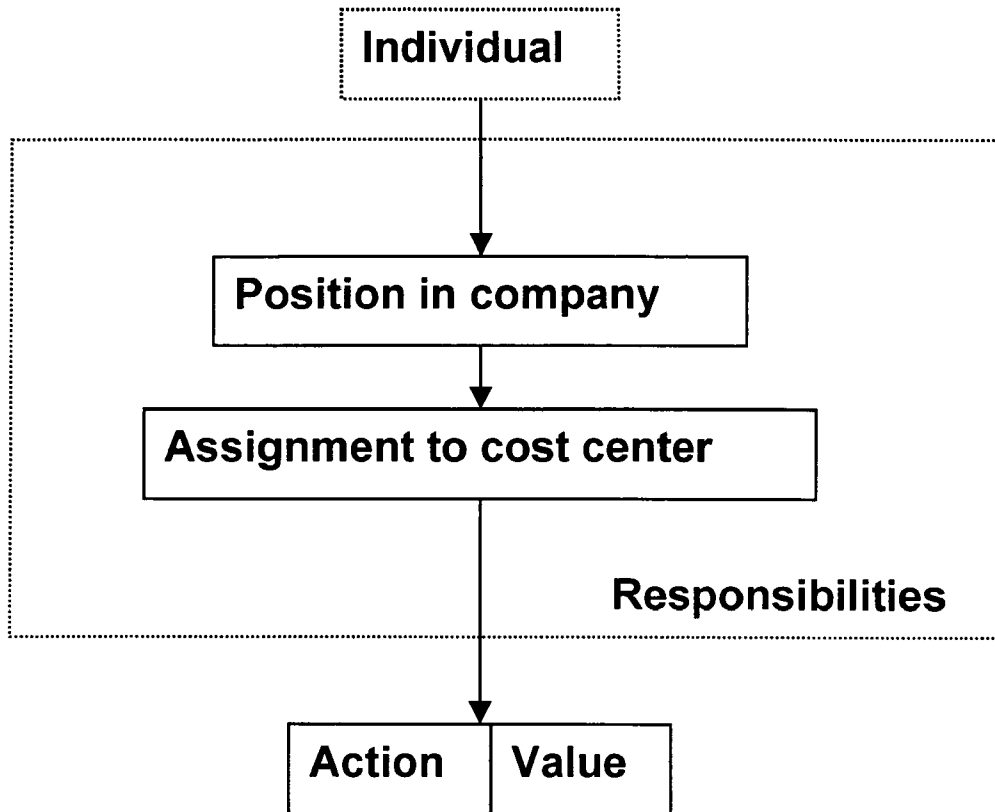 Individual
Position in company
Assignment to cost center
Responsibilities
Action Value